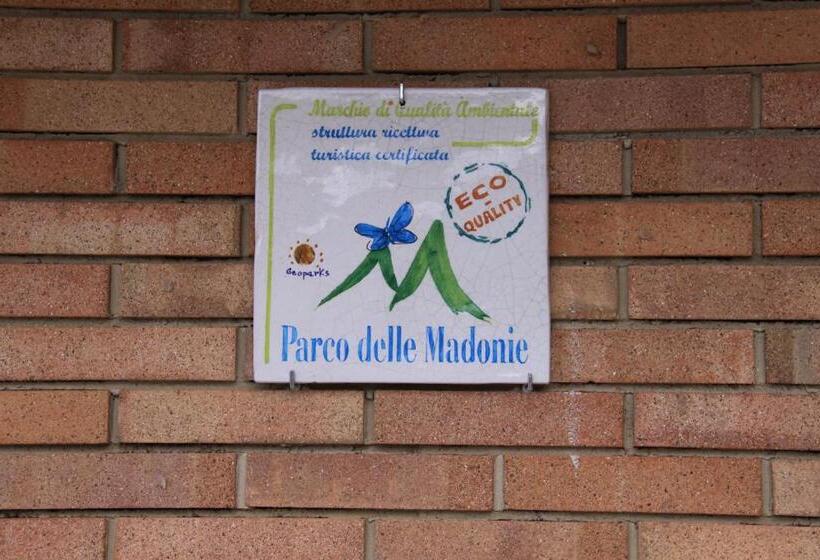 Marchio di Qualità Ambientale
struttura ricettiva
turistica certificata
ECO
-
QUALITY
Geoparks
Parco delle Madonie